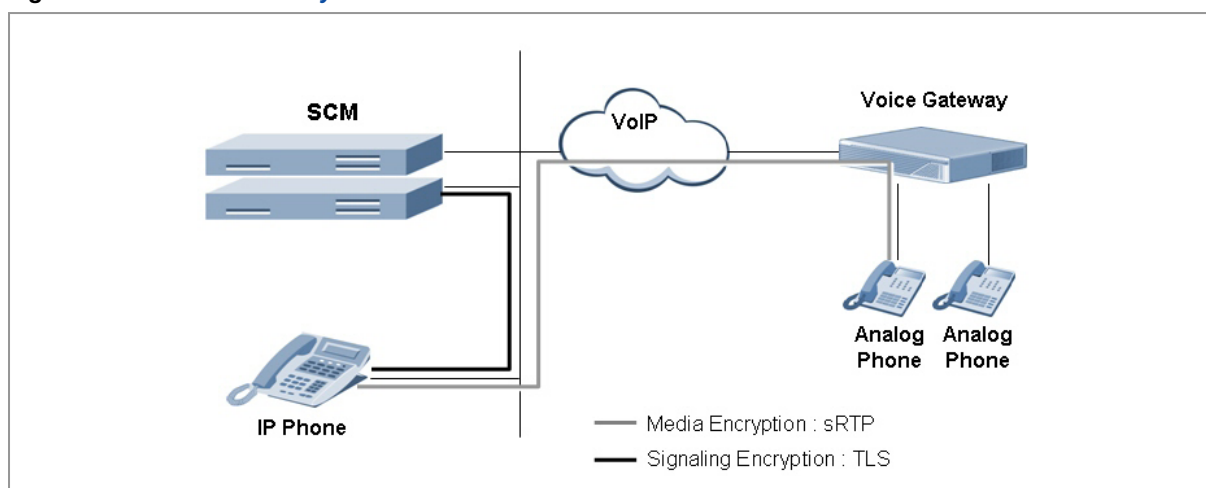 SCM
VoIP
Voice Gateway
Analog
Phone
Analog
Phone
IP Phone
Media Encryption : sRTP
Signaling Encryption : TLS